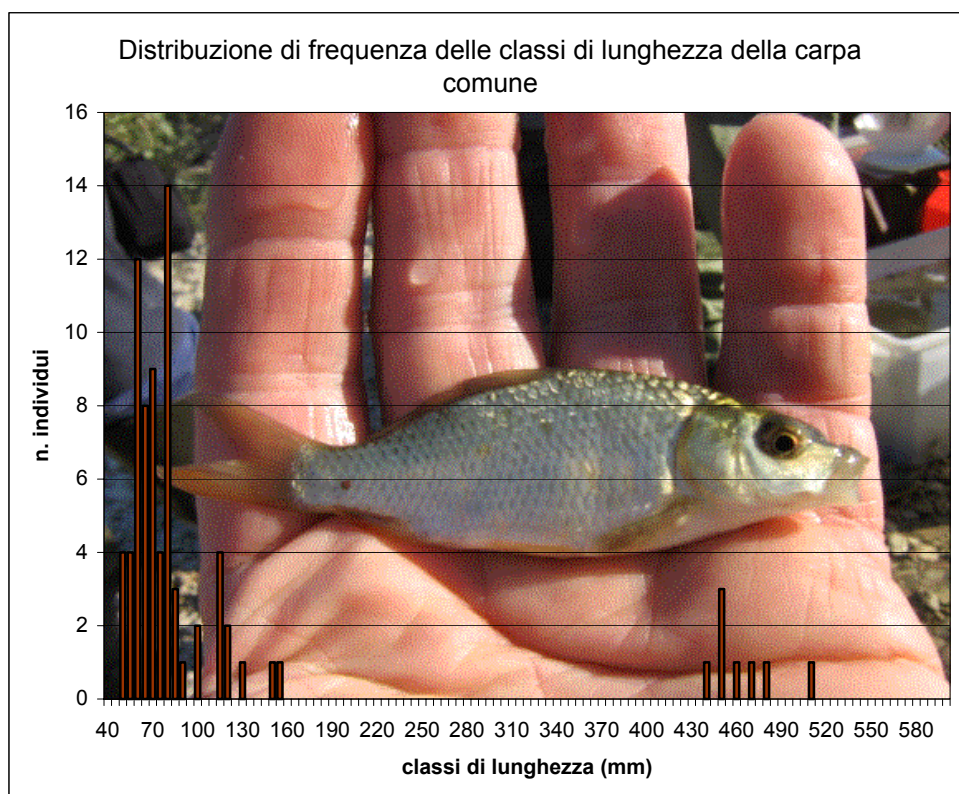 Distribuzione di frequenza delle classi di lunghezza della carpa
comune
16
14
12
10
8
6
4
2
0
n. individui
40 70 100 130 160 190 220 250 280 310 340 370 400 430 460 490 520 550 580
classi di lunghezza (mm)